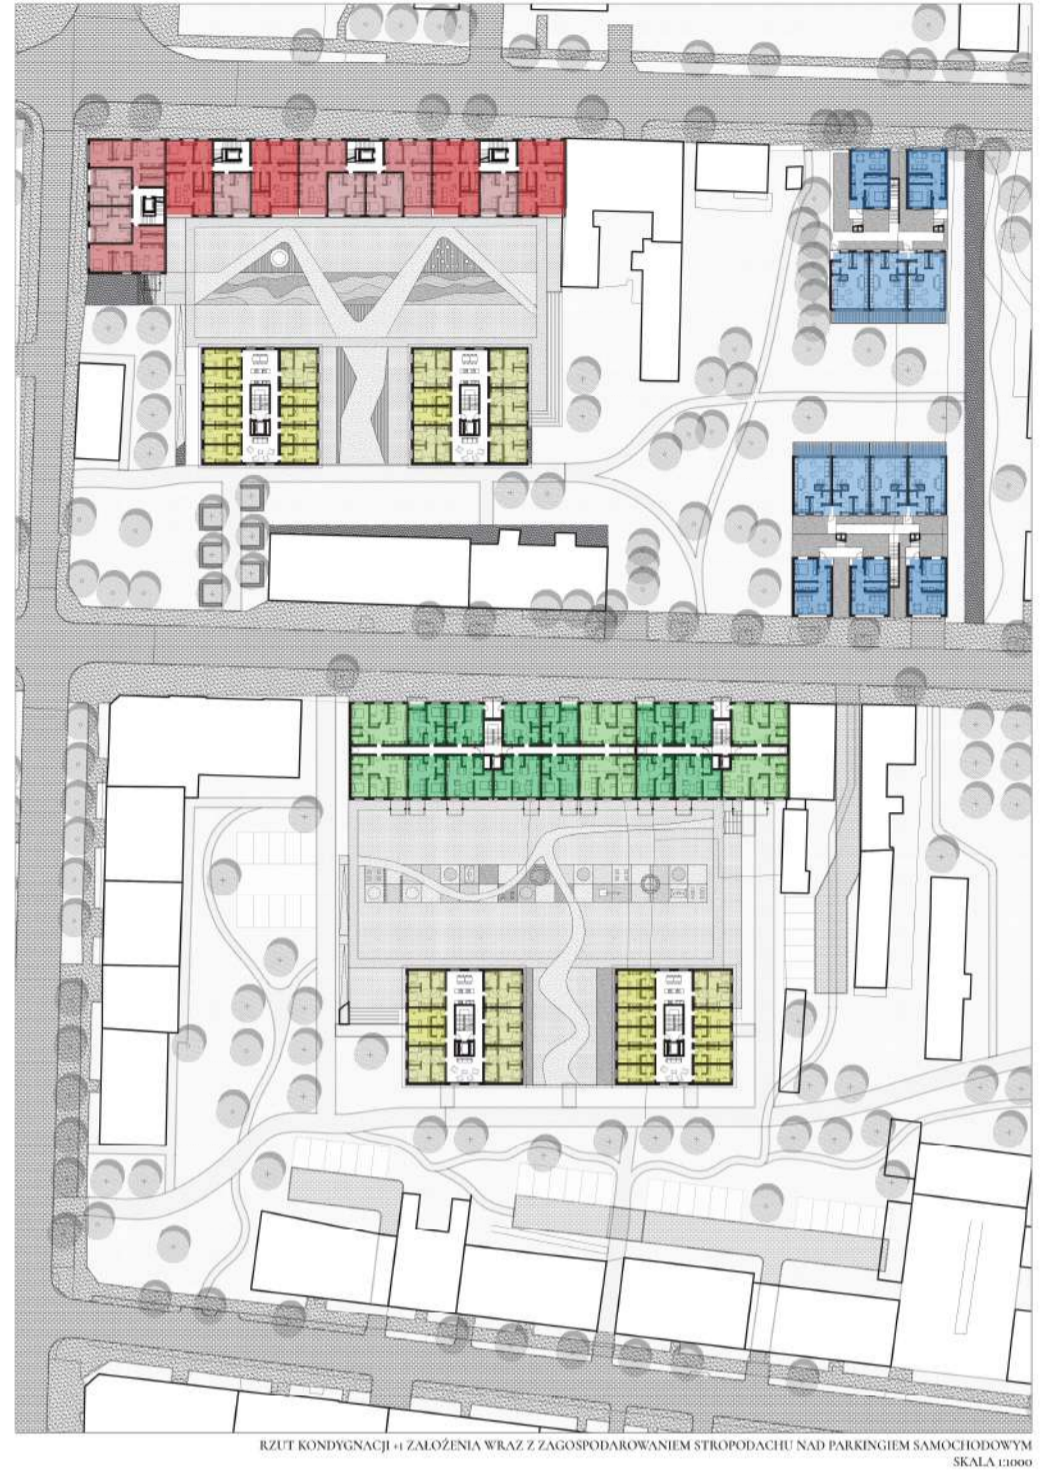 RZUT KONDYGNACJI +1 ZAŁOŻENIA WRAZ Z ZAGOSPODAROWANIEM STROPODACHU NAD PARKINGIEM SAMOCHODOWYM
SKALA 1:1000